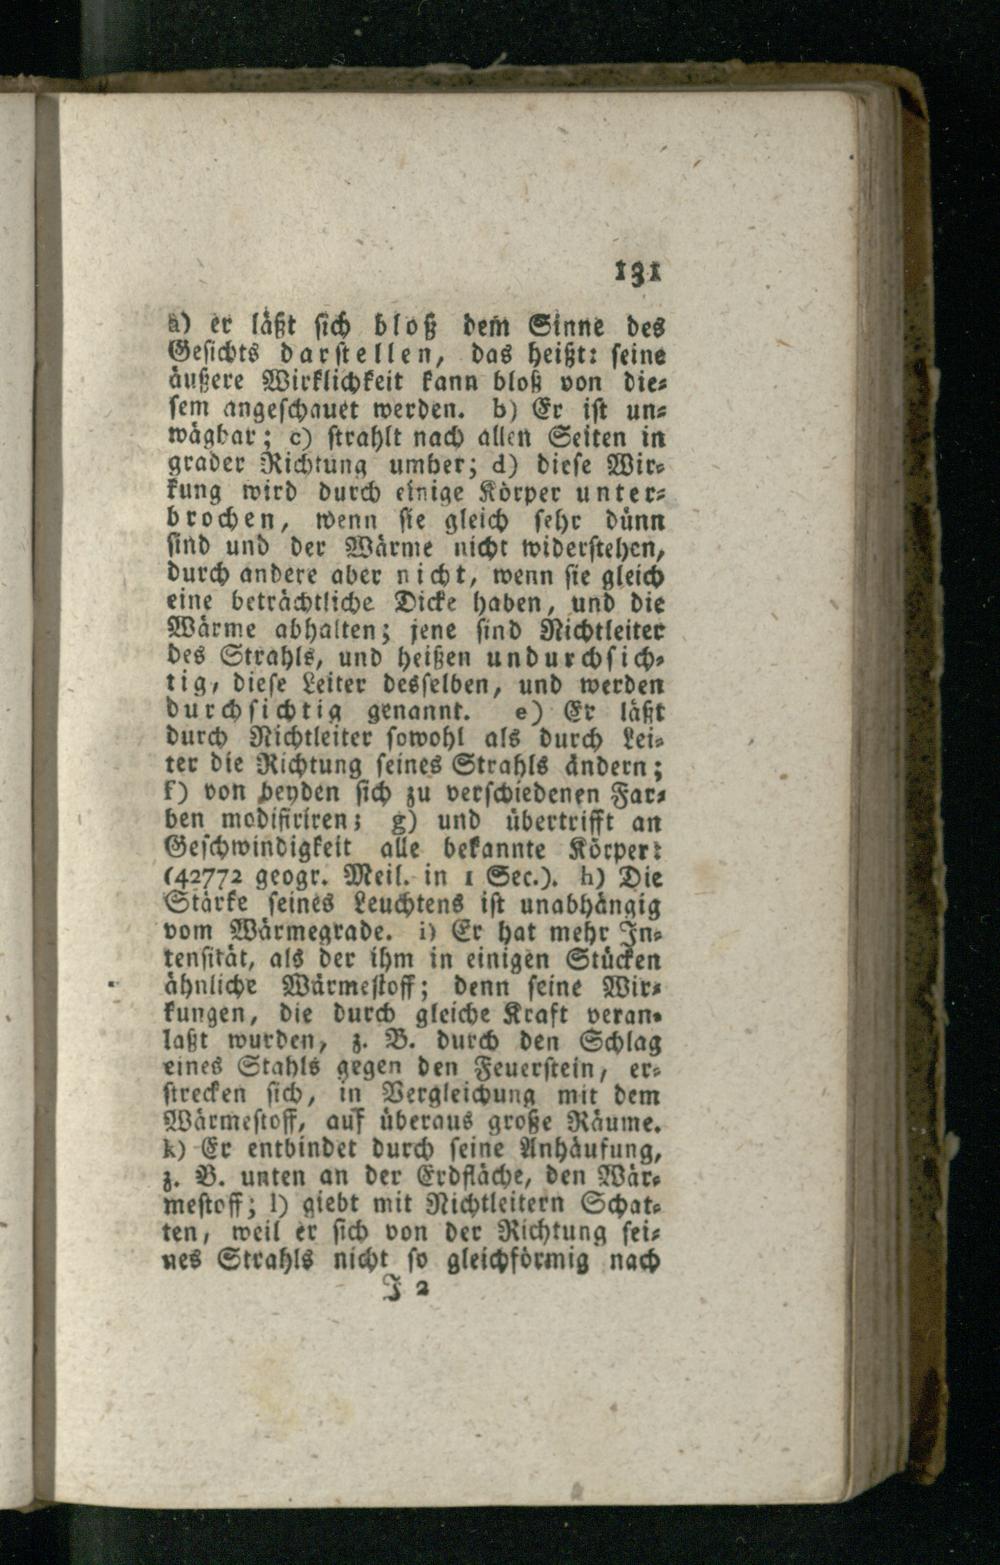 131
a) er läßt sich bloß dem Sinne des
Gesichts darstellen, das heißt: seine
äußere Wirklichkeit kann bloß von die-
sem angeschauet werden. b) Er ist un-
wägbar; c) strahlt nach allen Seiten in
grader Richtung umher; d) diese Wir-
kung wird durch einige Körper unter-
brochen, wenn sie gleich sehr dünn
sind und der Wärme nicht widerstehen,
durch andere aber nicht, wenn sie gleich
eine beträchtliche Dicke haben, und die
Wärme abhalten; jene sind Nichtleiter
des Strahls, und heißen undurchsich-
tig, diese Leiter desselben, und werden
durchsichtig genannt. e) Er läßt
durch Nichtleiter sowohl als durch Lei-
ter die Richtung seines Strahls ändern;
f) von beyden sich zu verschiedenen Far-
ben modifiriren; g) und übertrifft an
Geschwindigkeit alle bekannte Körper:
(42772 geogr. Meil. in 1 Sec.). h) Die
Stärke seines Leuchtens ist unabhängig
vom Wärmegrade. i) Er hat mehr In-
tensität, als der ihm in einigen Stücken
ähnliche Wärmestoff; denn seine Wir-
kungen, die durch gleiche Kraft veran-
laßt wurden, z. B. durch den Schlag
eines Stahls gegen den Feuerstein, er-
strecken sich, in Vergleichung mit dem
Wärmestoff, auf überaus große Räume.
k) Er entbindet durch seine Anhäufung,
z. B. unten an der Erdfläche, den Wär-
mestoff; l) giebt mit Nichtleitern Schat-
ten, weil er sich von der Richtung sei-
nes Strahls nicht so gleichförmig nach
J 2